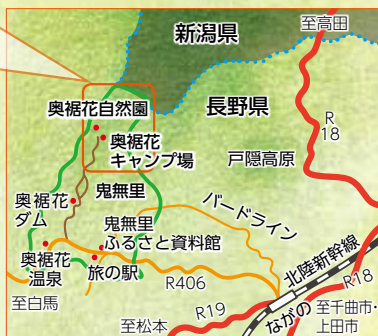 新潟県
至高田
奥裾花自然園
長野県
R
18
奥裾花
キャンプ場
戸隠高原
鬼無里
バードライン
奥裾花
ダム
鬼無里
ふるさと資料館
北陸新幹線
奥裾花
温泉
旅の駅
R406
R18
至白馬
ながの
R19
至松本
至千曲市・
上田市